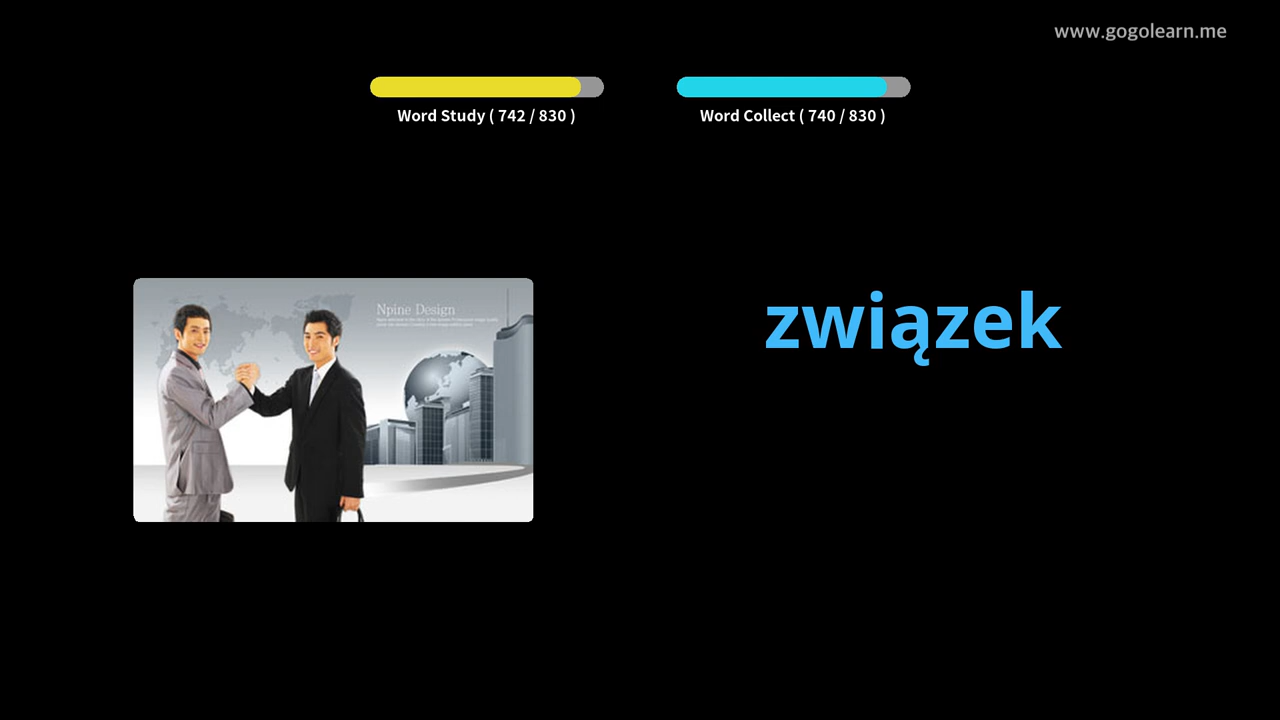 www.gogolearn.me
Word Study ( 742 / 830 )
Word Collect ( 740 / 830 )
Npine Design
związek